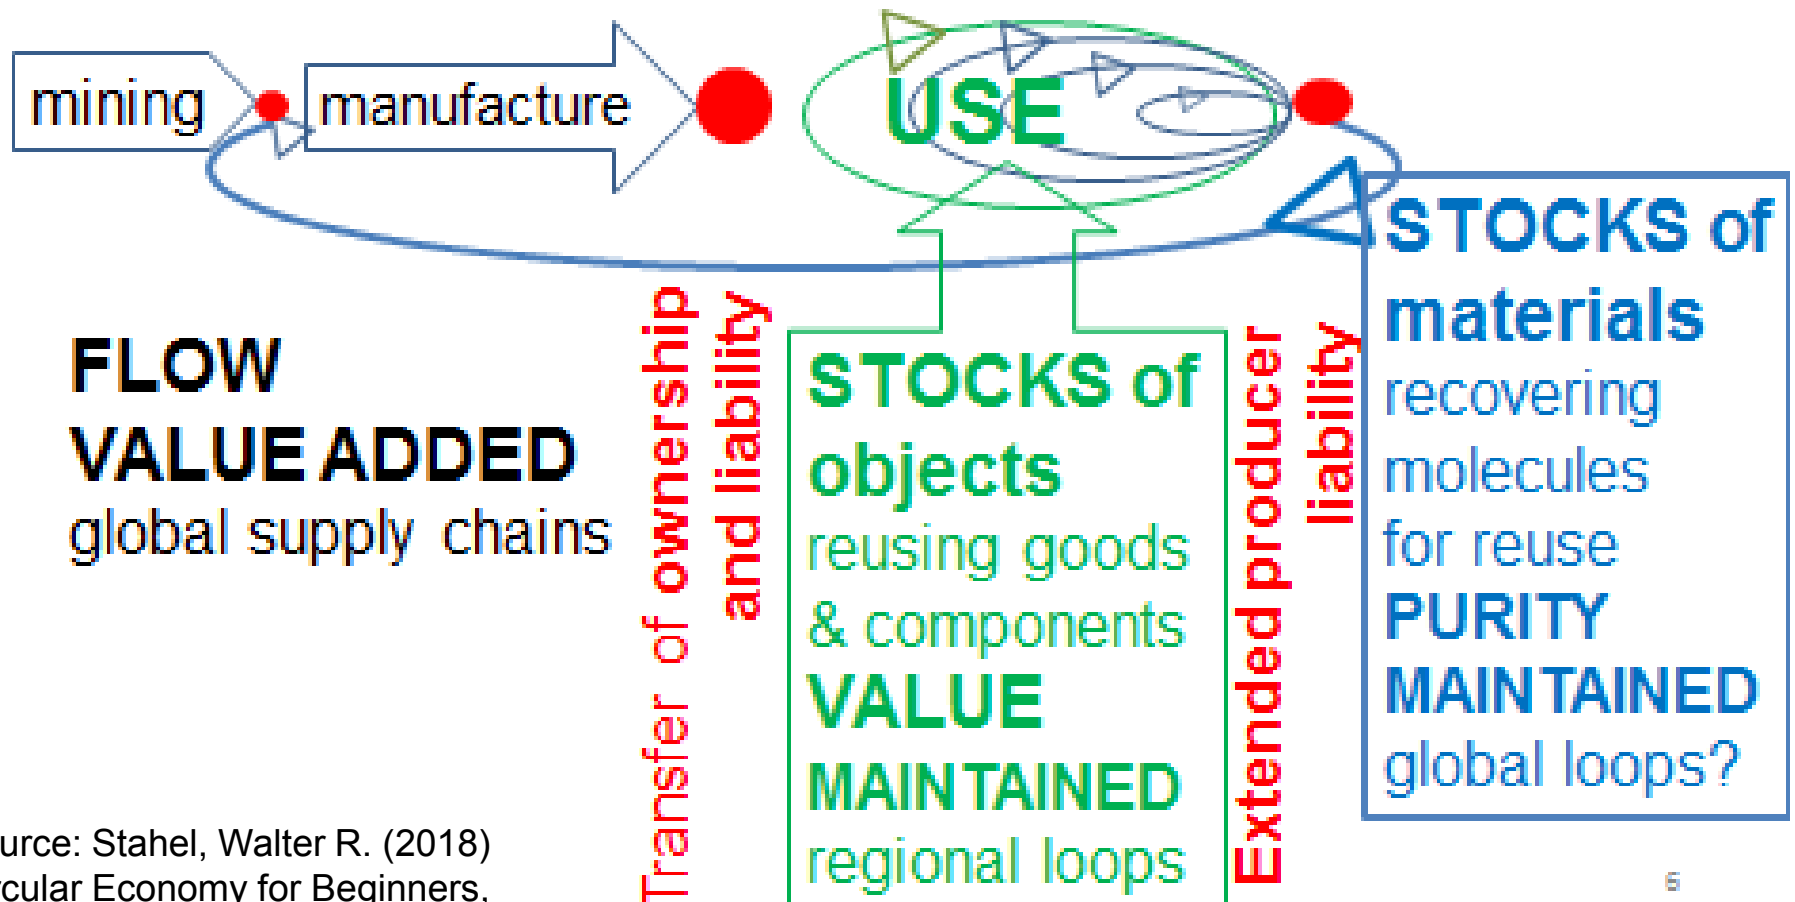 mining
manufacture
USE
FLOW
VALUE ADDED
global supply chains
Transfer of ownership
and liability
STOCKS of
objects
reusing goods
& components
VALUE
MAINTAINED
regional loops
Extended producer
liability
STOCKS of
materials
recovering
molecules
for reuse
PURITY
MAINTAINED
global loops?
urce: Stahel, Walter R. (2018)
rcular Economy for Beginners,
6